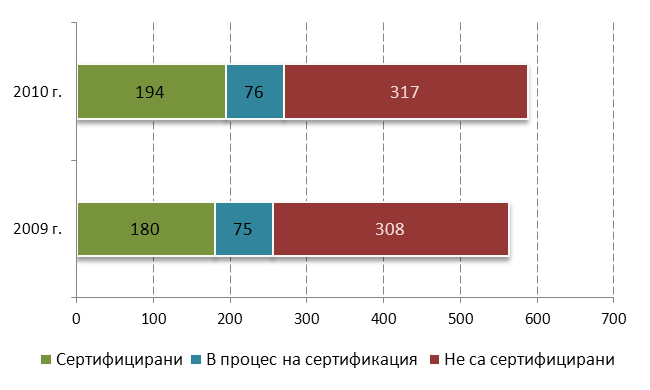 2010 г.
194 76 317
2009 г.
180 75 308
0 100 200 300 400 500 600 700
Сертифицирани В процес на сертификация Не са сертифицирани